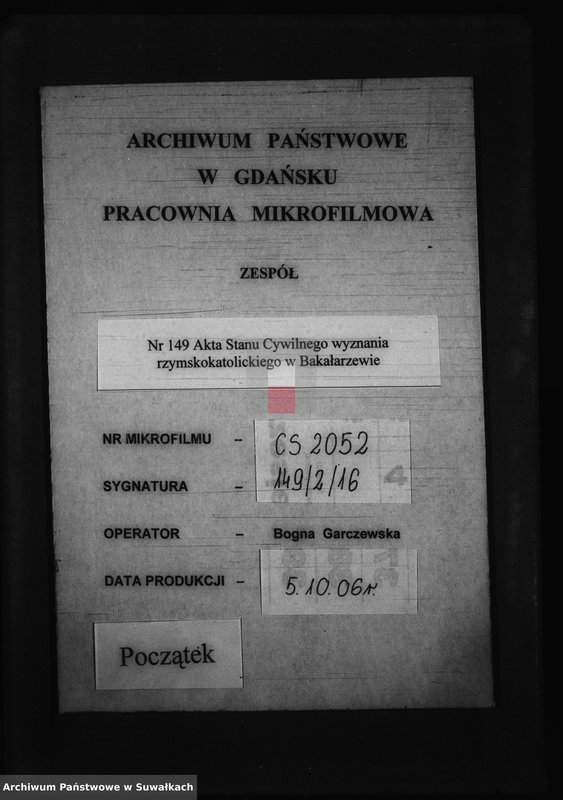 ARCHIWUM PAŃSTWOWE
W GDAŃSKU
PRACOWNIA MIKROFILMOWA
ZESPÓŁ
Nr 149 Akta Stanu Cywilnego wyznania
rzymskokatolickiego w Bakałarzewie
NR MIKROFILMU – CS 2052
SYGNATURA – 149/2/16
4
OPERATOR – Bogna Garczewska
DATA PRODUKCJI – 5.10.06r.
Początek
Archiwum Państwowe w Suwałkach